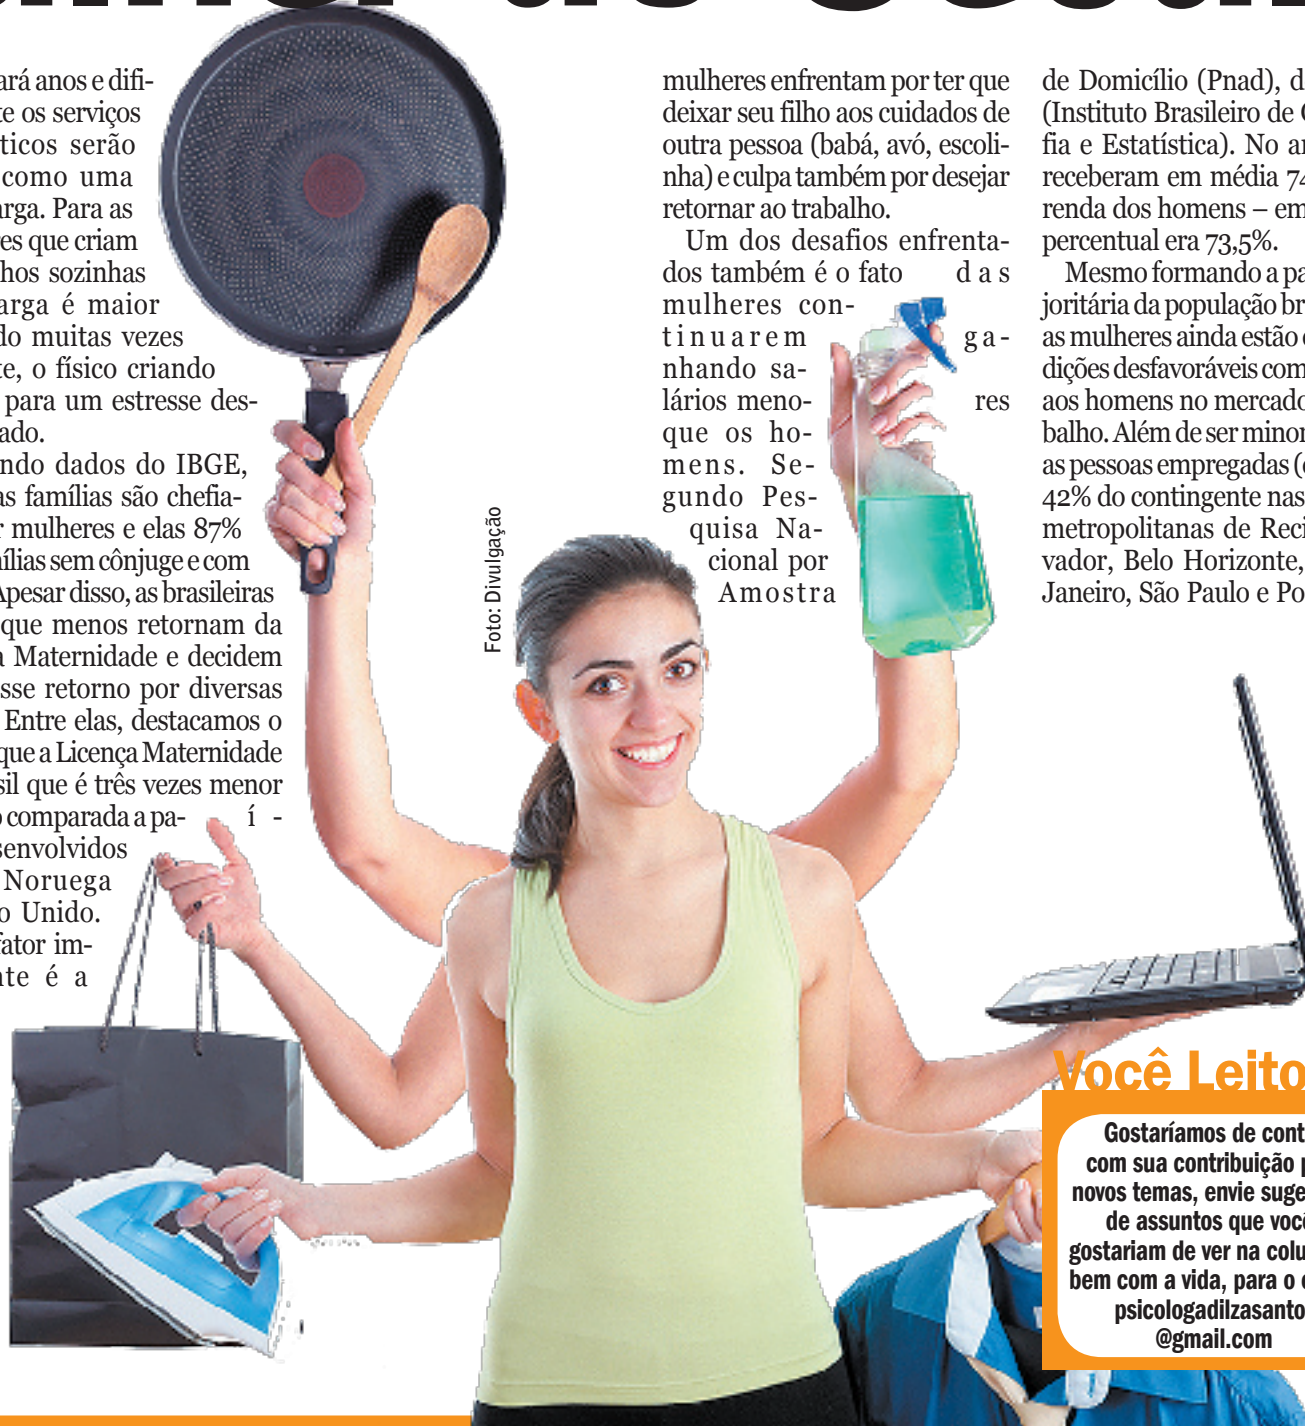 ará anos e difi-
te os serviços
ticos serão
como uma
arga. Para as
res que criam
hos sozinhas
arga é maior
do muitas vezes
te, o físico criando
para um estresse des-
ado.
ndo dados do IBGE,
as famílias são chefia-
r mulheres e elas 87%
mílias sem cônjuge e com
Apesar disso, as brasileiras
que menos retornam da
a Maternidade e decidem
sse retorno por diversas
Entre elas, destacamos o
que a Licença Maternidade
sil que é três vezes menor
o comparada a pa- í -
senvolvidos
Noruega
o Unido.
fator im-
nte é a
Foto: Divulgação
mulheres enfrentam por ter que
deixar seu filho aos cuidados de
outra pessoa (babá, avó, escoli-
nha) e culpa também por desejar
retornar ao trabalho.
Um dos desafios enfrenta-
dos também é o fato das
mulheres con-
tinuarem ga-
nhando sa-
lários meno- res
que os ho-
mens. Se-
gundo Pes-
quisa Na-
cional por
Amostra
de Domicílio (Pnad), d
(Instituto Brasileiro de
fia e Estatística). No a
receberam em média 74
renda dos homens – em
percentual era 73,5%.
Mesmo formando a pa
joritária da população br
as mulheres ainda estão
dições desfavoráveis com
aos homens no mercado
balho. Além de ser minor
as pessoas empregadas (
42% do contingente nas
metropolitanas de Reci
vador, Belo Horizonte,
Janeiro, São Paulo e Po
Você Leito
Gostaríamos de cont
com sua contribuição p
novos temas, envie suge
de assuntos que você
gostariam de ver na colu
bem com a vida, para o
psicologadilzasanto
@gmail.com